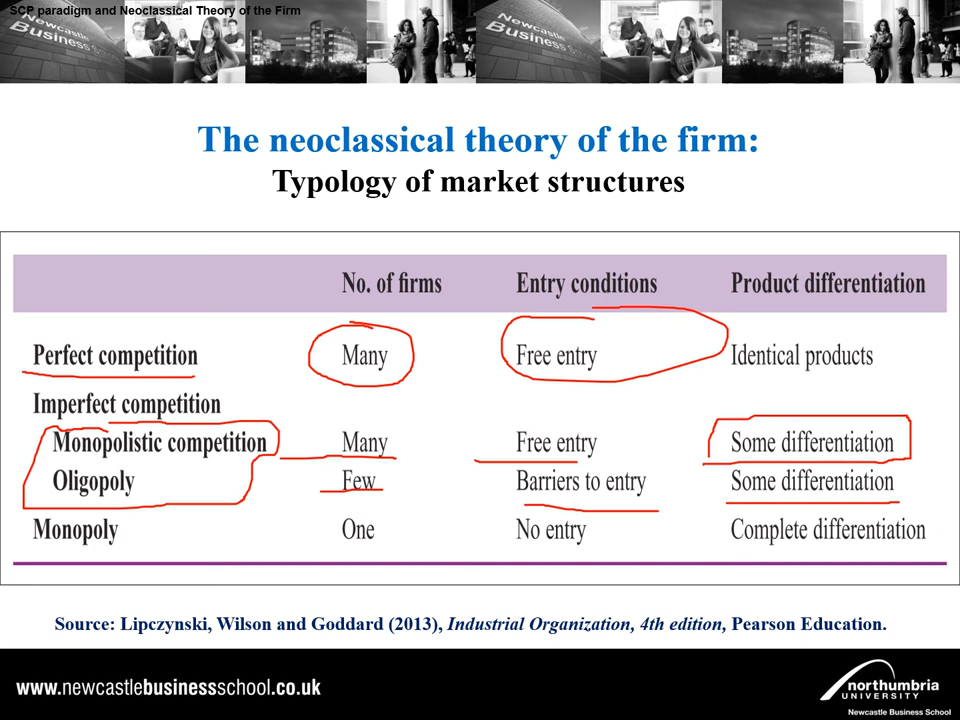 SCP paradigm and Neoclassical Theory of the Firm
Newcastle
Business S
Newcastle
Business S
The neoclassical theory of the firm:
Typology of market structures
No. of firms Entry conditions Product differentiation
Perfect competition Many Free entry Identical products
Imperfect competition
Monopolistic competition Many Free entry Some differentiation
Oligopoly Few Barriers to entry Some differentiation
Monopoly One No entry Complete differentiation
Source: Lipczynski, Wilson and Goddard (2013), Industrial Organization, 4th edition, Pearson Education.
www.newcastlebusinessschool.co.uk
northumbria
UNIVERSITY
Newcastle Business School